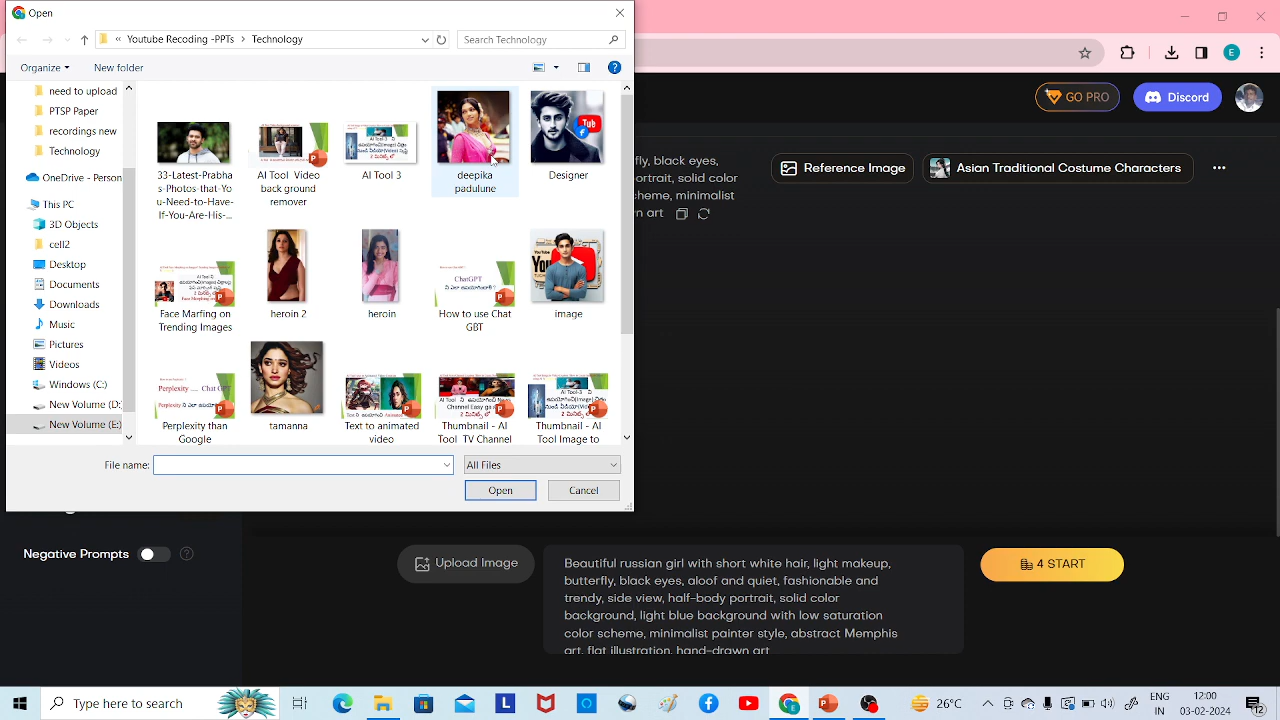 Open
« Youtube Recoding -PPTs > Technology
Search Technology
Organize
New folder
need to upload
PTSP Paper
recordings new
Technology
OneDrive - Person
This PC
3D Objects
cell2
Desktop
Documents
Downloads
Music
Pictures
Videos
Windows (C:)
New Volume (D:
New Volume (E:)
33-Latest-Prabha
s-Photos-that-Yo
u-Need-to-Have-
If-You-Are-His-...
AI Tool Video
back ground
remover
AI Tool 3
deepika
padulune
Designer
Face Marfing on
Trending Images
heroin 2
heroin
How to use Chat
GBT
image
Perplexity than
Google
tamanna
Text to animated
video
Thumbnail - AI
Tool TV Channel
AI Tool Image to
File name:
All Files
Open
Cancel
GO PRO
Discord
fly, black eyes,
ortrait, solid color
heme, minimalist
n art
Reference Image
Asian Traditional Costume Characters
Negative Prompts
Upload Image
Beautiful russian girl with short white hair, light makeup,
butterfly, black eyes, aloof and quiet, fashionable and
trendy, side view, half-body portrait, solid color
background, light blue background with low saturation
color scheme, minimalist painter style, abstract Memphis
art, flat illustration, hand-drawn art
4 START
Type here to search
26°C
ENG
IN
12:00
03-02-2024